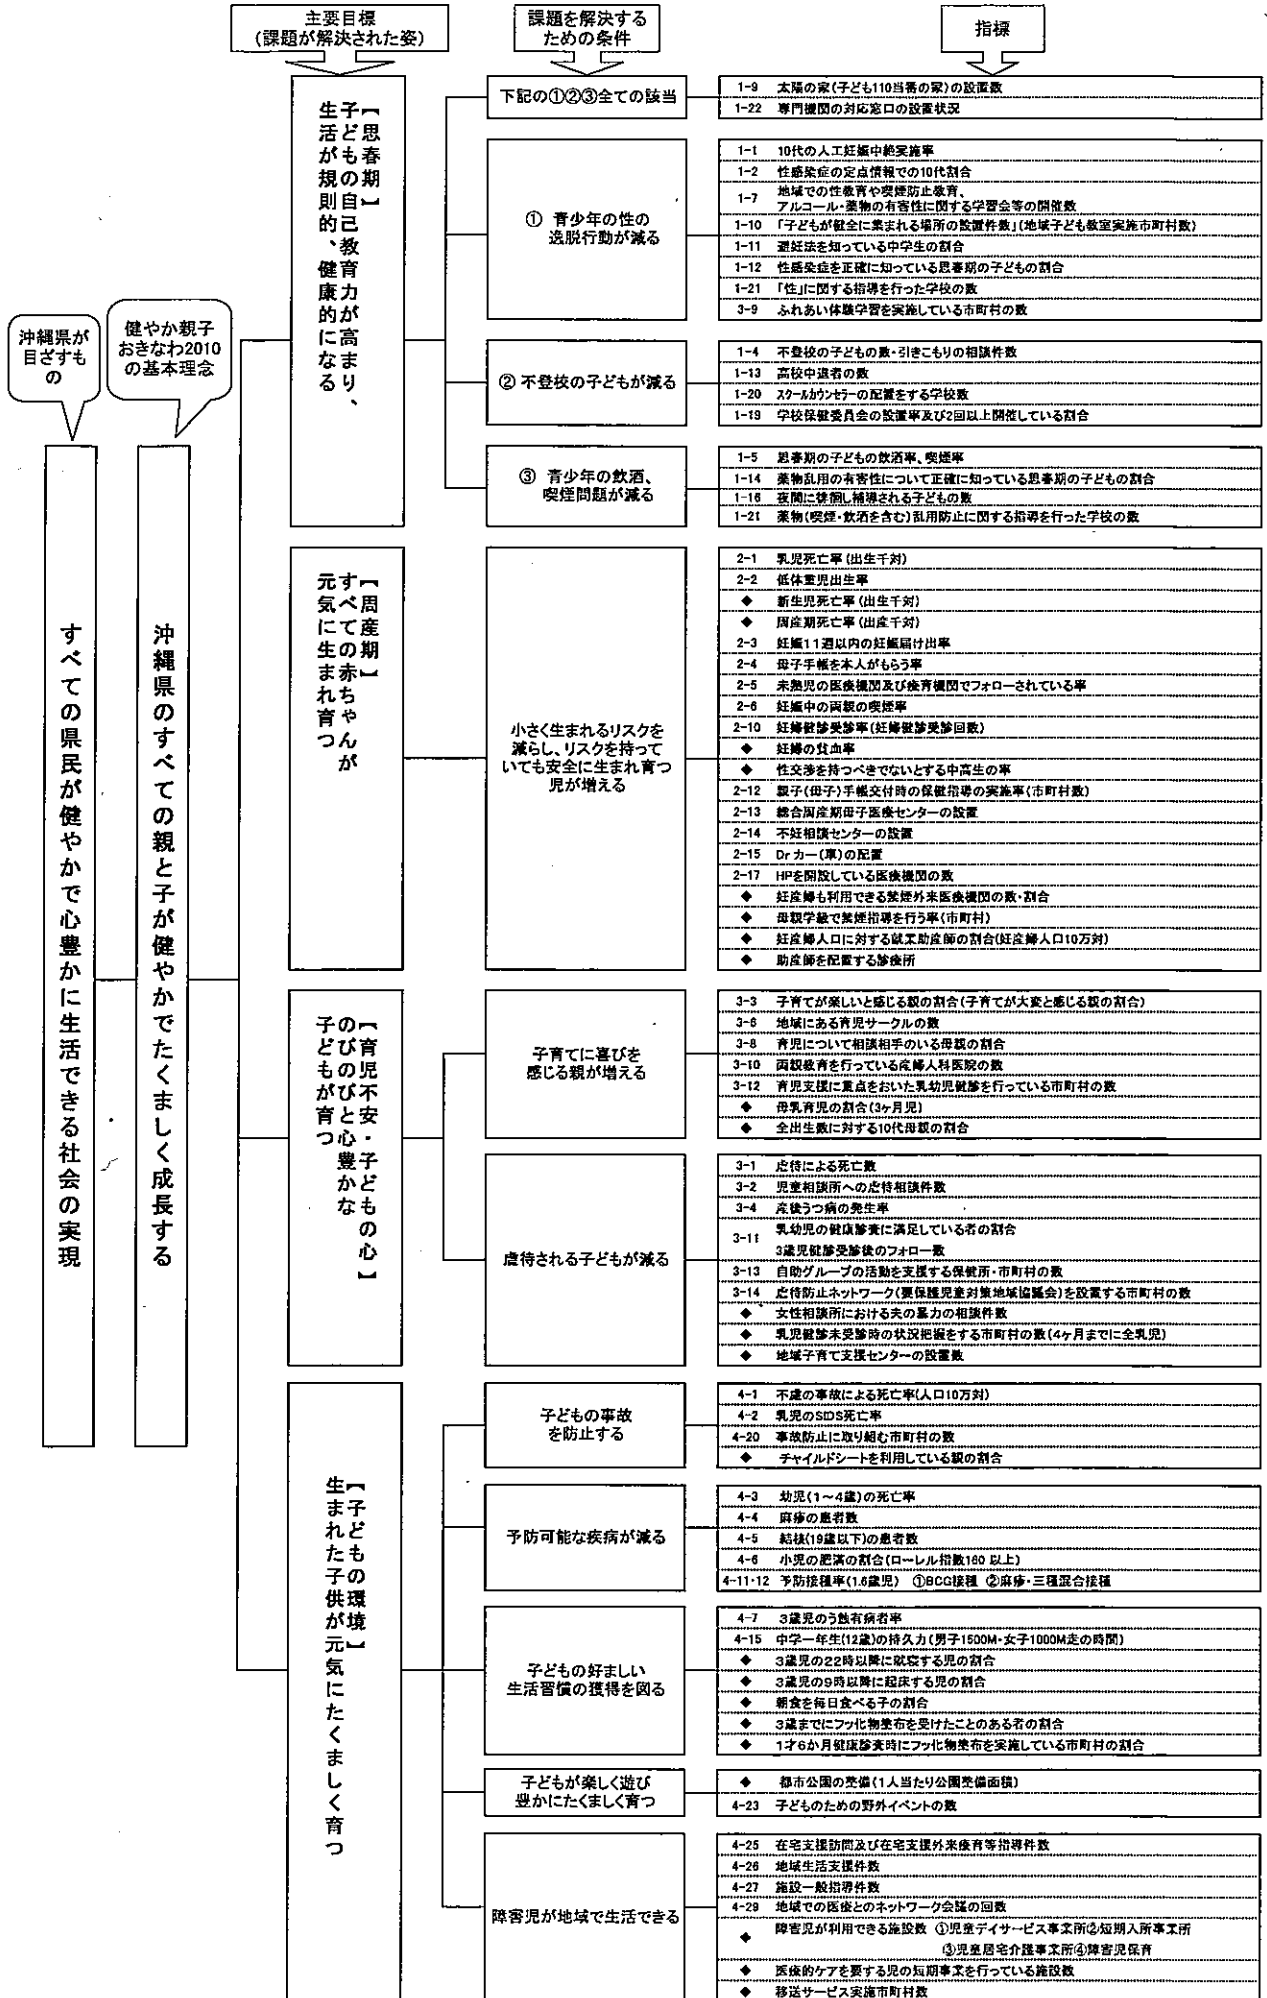 主要目標
(課題が解決された姿)
課題を解決する
ための条件
指標
沖縄県が
目ざすも
の
健やか親子
おきなわ2010
の基本理念
すべての県民が健やかで心豊かに生活できる社会の実現
沖縄県のすべての親と子が健やかでたくましく成長する
【思春期】
子どもの自己教育力が高まり、
生活が規則的、健康的になる
下記の①②③全ての該当
1-9 太陽の家(子ども110当番の家)の設置数
1-22 専門機関の対応窓口の設置状況
① 青少年の性の
逸脱行動が減る
1-1 10代の人工妊娠中絶実施率
1-2 性感染症の定点情報での10代割合
1-7 地域での性教育や喫煙防止教育、
アルコール・薬物の有害性に関する学習会等の開催数
1-10 「子どもが健全に集まれる場所の設置件数」(地域子ども教室実施市町村数)
1-11 避妊法を知っている中学生の割合
1-12 性感染症を正確に知っている思春期の子どもの割合
1-21 「性」に関する指導を行った学校の数
3-9 ふれあい体験学習を実施している市町村の数
② 不登校の子どもが減る
1-4 不登校の子どもの数・引きこもりの相談件数
1-13 高校中退者の数
1-20 スクールカウンセラーの配置をする学校数
1-19 学校保健委員会の設置率及び2回以上開催している割合
③ 青少年の飲酒、
喫煙問題が減る
1-5 思春期の子どもの飲酒率、喫煙率
1-14 薬物乱用の有害性について正確に知っている思春期の子どもの割合
1-16 夜間に徘徊し補導される子どもの数
1-21 薬物(喫煙・飲酒を含む)乱用防止に関する指導を行った学校の数
【周産期】
すべての赤ちゃんが
元気に生まれ育つ
小さく生まれるリスクを
減らし、リスクを持って
いても安全に生まれ育つ
児が増える
2-1 乳児死亡率(出生千対)
2-2 低体重児出生率
◆ 新生児死亡率(出生千対)
◆ 周産期死亡率(出産千対)
2-3 妊娠11週以内の妊娠届け出率
2-4 母子手帳を本人がもらう率
2-5 未熟児の医療機関及び療育機関でフォローされている率
2-6 妊娠中の両親の喫煙率
2-10 妊婦健診受診率(妊婦健診受診回数)
◆ 妊婦の貧血率
◆ 性交渉を持つべきでないとする中高生の率
2-12 親子(母子)手帳交付時の保健指導の実施率(市町村数)
2-13 総合周産期母子医療センターの設置
2-14 不妊相談センターの設置
2-15 Drカー(車)の配置
2-17 HPを開設している医療機関の数
◆ 妊産婦も利用できる禁煙外来医療機関の数・割合
◆ 母親学級で禁煙指導を行う率(市町村)
◆ 妊産婦人口に対する就業助産師の割合(妊産婦人口10万対)
◆ 助産師を配置する診療所
【育児不安・子どもの心】
のびのびと心豊かな
子どもが育つ
子育てに喜びを
感じる親が増える
3-3 子育てが楽しいと感じる親の割合(子育てが大変と感じる親の割合)
3-6 地域にある育児サークルの数
3-8 育児について相談相手のいる母親の割合
3-10 両親教育を行っている産婦人科医院の数
3-12 育児支援に重点をおいた乳幼児健診を行っている市町村の数
◆ 母乳育児の割合(3ヶ月児)
◆ 全出生数に対する10代母親の割合
虐待される子どもが減る
3-1 虐待による死亡数
3-2 児童相談所への虐待相談件数
3-4 産後うつ病の発生率
3-11 乳幼児の健康診査に満足している者の割合
3歳児健診受診後のフォロー数
3-13 自助グループの活動を支援する保健所・市町村の数
3-14 虐待防止ネットワーク(要保護児童対策地域協議会)を設置する市町村の数
◆ 女性相談所における夫の暴力の相談件数
◆ 乳児健診未受診時の状況把握をする市町村の数(4ヶ月までに全乳児)
◆ 地域子育て支援センターの設置数
【子どもの環境】
生まれた子供が元気にたくましく育つ
子どもの事故
を防止する
4-1 不慮の事故による死亡率(人口10万対)
4-2 乳児のSIDS死亡率
4-20 事故防止に取り組む市町村の数
◆ チャイルドシートを利用している親の割合
予防可能な疾病が減る
4-3 幼児(1～4歳)の死亡率
4-4 麻疹の患者数
4-5 結核(19歳以下)の患者数
4-6 小児の肥満の割合(ローレル指数160 以上)
4-11・12 予防接種率(1.6歳児) ①BCG接種 ②麻疹・三種混合接種
子どもの好ましい
生活習慣の獲得を図る
4-7 3歳児のう蝕有病者率
4-15 中学一年生(12歳)の持久力(男子1500M・女子1000M走の時間)
◆ 3歳児の22時以降に就寝する児の割合
◆ 3歳児の9時以降に起床する児の割合
◆ 朝食を毎日食べる子の割合
◆ 3歳までにフッ化物塗布を受けたことのある者の割合
◆ 1才6か月健康診査時にフッ化物塗布を実施している市町村の割合
子どもが楽しく遊び
豊かにたくましく育つ
◆ 都市公園の整備(1人当たり公園整備面積)
4-23 子どものための野外イベントの数
障害児が地域で生活できる
4-25 在宅支援訪問及び在宅支援外来療育等指導件数
4-26 地域生活支援件数
4-27 施設一般指導件数
4-29 地域での医療とのネットワーク会議の回数
◆ 障害児が利用できる施設数 ①児童デイサービス事業所②短期入所事業所
③児童居宅介護事業所④障害児保育
◆ 医療的ケアを要する児の短期事業を行っている施設数
◆ 移送サービス実施市町村数